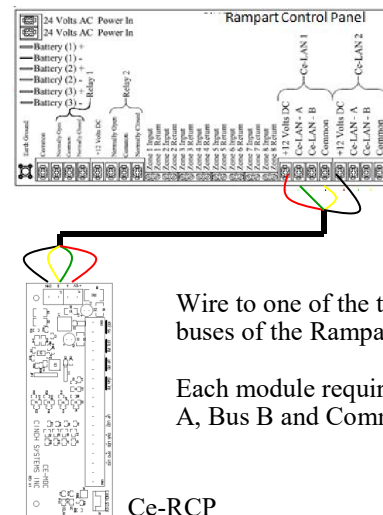 Rampart Control Panel
24 Volts AC Power In
24 Volts AC Power In
Battery (1) +
Battery (1) -
Battery (2) +
Battery (2) -
Battery (3) +
Battery (3) -
Relay 1
Relay 2
Ce-LAN 1
Ce-LAN 2
Earth Ground
Common
Normally-Open
Common
Normally-Closed
+12 Volts DC
Normally-Open
Common
Normally-Closed
Zone 1 Input
Zone 1 Return
Zone 2 Input
Zone 2 Return
Zone 3 Input
Zone 3 Return
Zone 4 Input
Zone 4 Return
Zone 5 Input
Zone 5 Return
Zone 6 Input
Zone 6 Return
Zone 7 Input
Zone 7 Return
Zone 8 Input
Zone 8 Return
+12 Volts DC
Ce-LAN - A
Ce-LAN - B
Common
+12 Volts DC
Ce-LAN - A
Ce-LAN - B
Common
Wire to one of the t
buses of the Rampa
Each module requir
A, Bus B and Comm
CINCH SYSTEMS INC
Ce-RCP